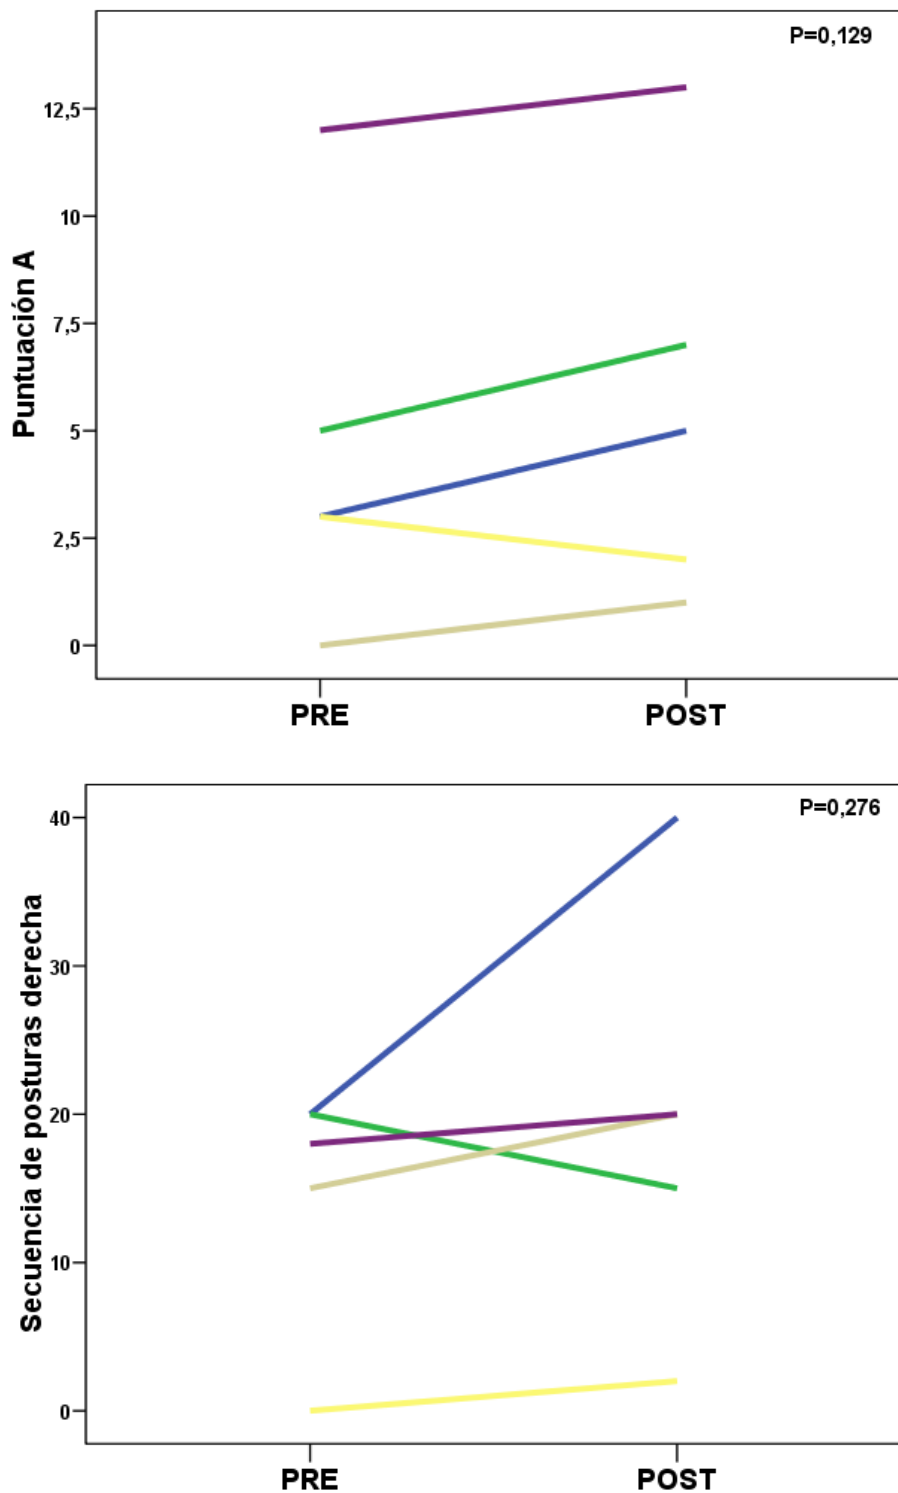 P=0,129
Puntuación A
12,5
10
7,5
5
2,5
0
PRE POST
P=0,276
Secuencia de posturas derecha
40
30
20
10
0
PRE POST